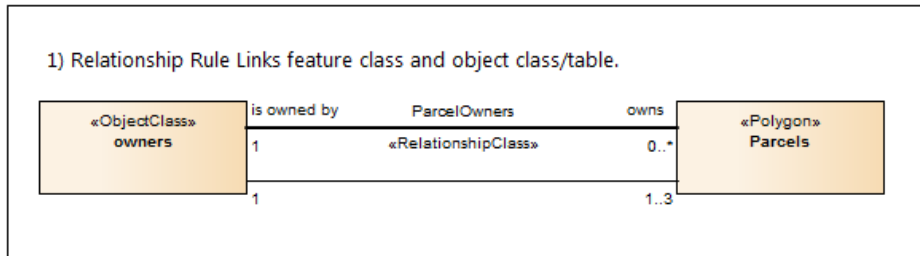 1) Relationship Rule Links feature class and object class/table.
is owned by ParcelOwners owns
«ObjectClass»
owners
«Polygon»
Parcels
1 «RelationshipClass» 0..*
1 1..3